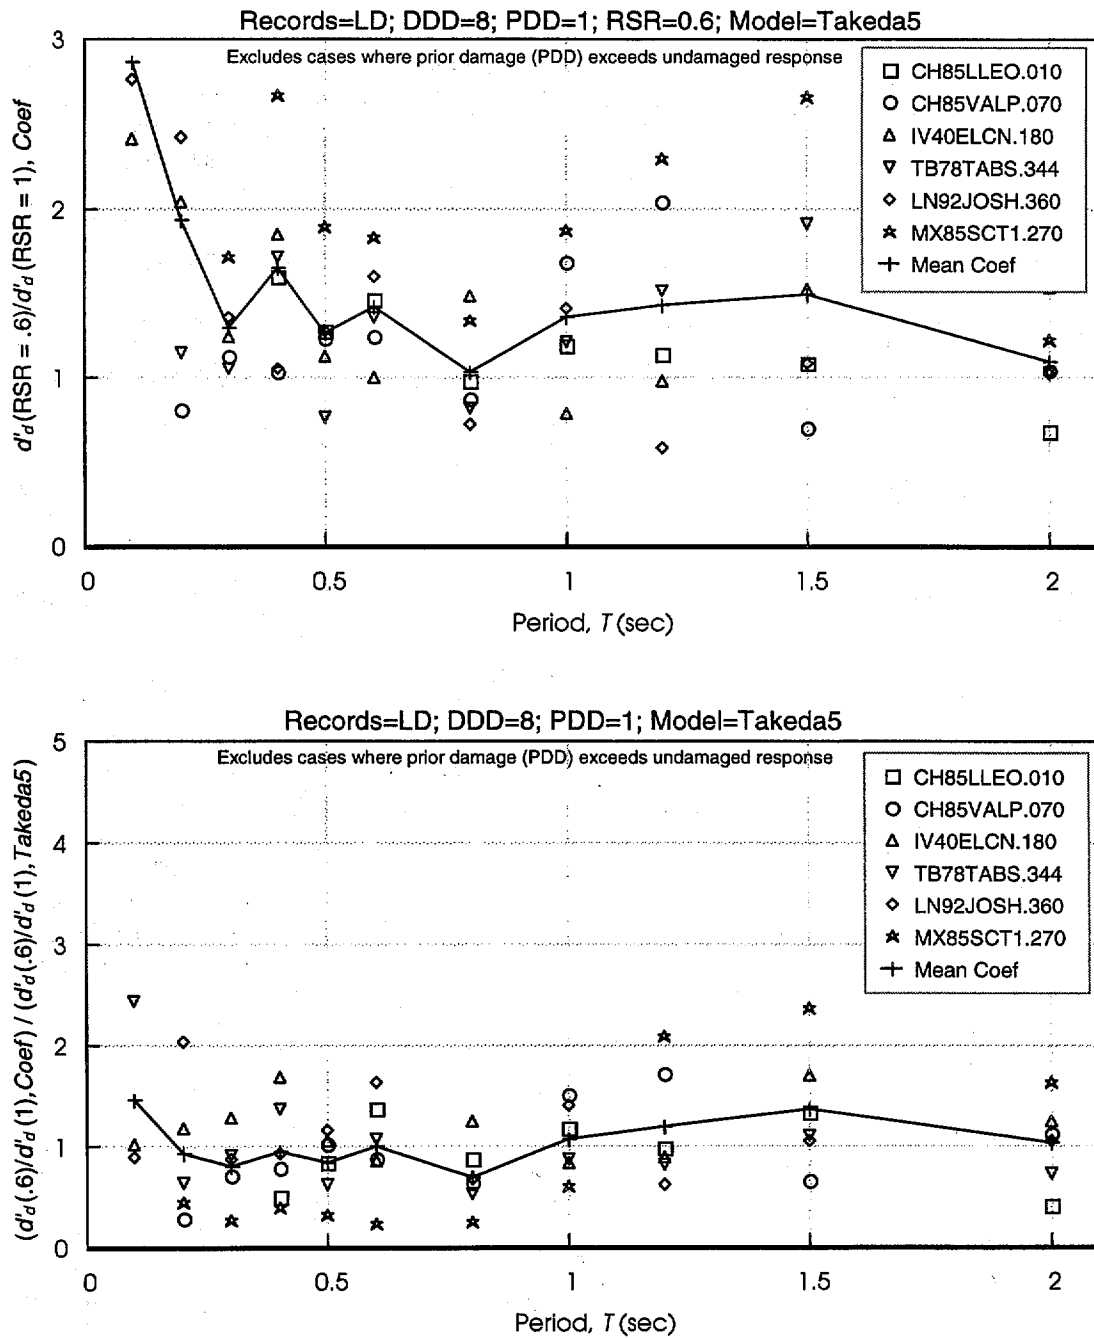 Records=LD; DDD=8; PDD=1; RSR=0.6; Model=Takeda5
Excludes cases where prior damage (PDD) exceeds undamaged response
d'd (RSR = .6)/d'd (RSR = 1), Coef
3
2
1
0
CH85LLEO.010
CH85VALP.070
IV40ELCN.180
TB78TABS.344
LN92JOSH.360
MX85SCT1.270
Mean Coef
0 0.5 1 1.5 2
Period, T (sec)
Records=LD; DDD=8; PDD=1; Model=Takeda5
Excludes cases where prior damage (PDD) exceeds undamaged response
(d'd (.6)/d'd (1), Coef) / (d'd (.6)/d'd (1), Takeda5)
5
4
3
2
1
0
CH85LLEO.010
CH85VALP.070
IV40ELCN.180
TB78TABS.344
LN92JOSH.360
MX85SCT1.270
Mean Coef
0 0.5 1 1.5 2
Period, T (sec)